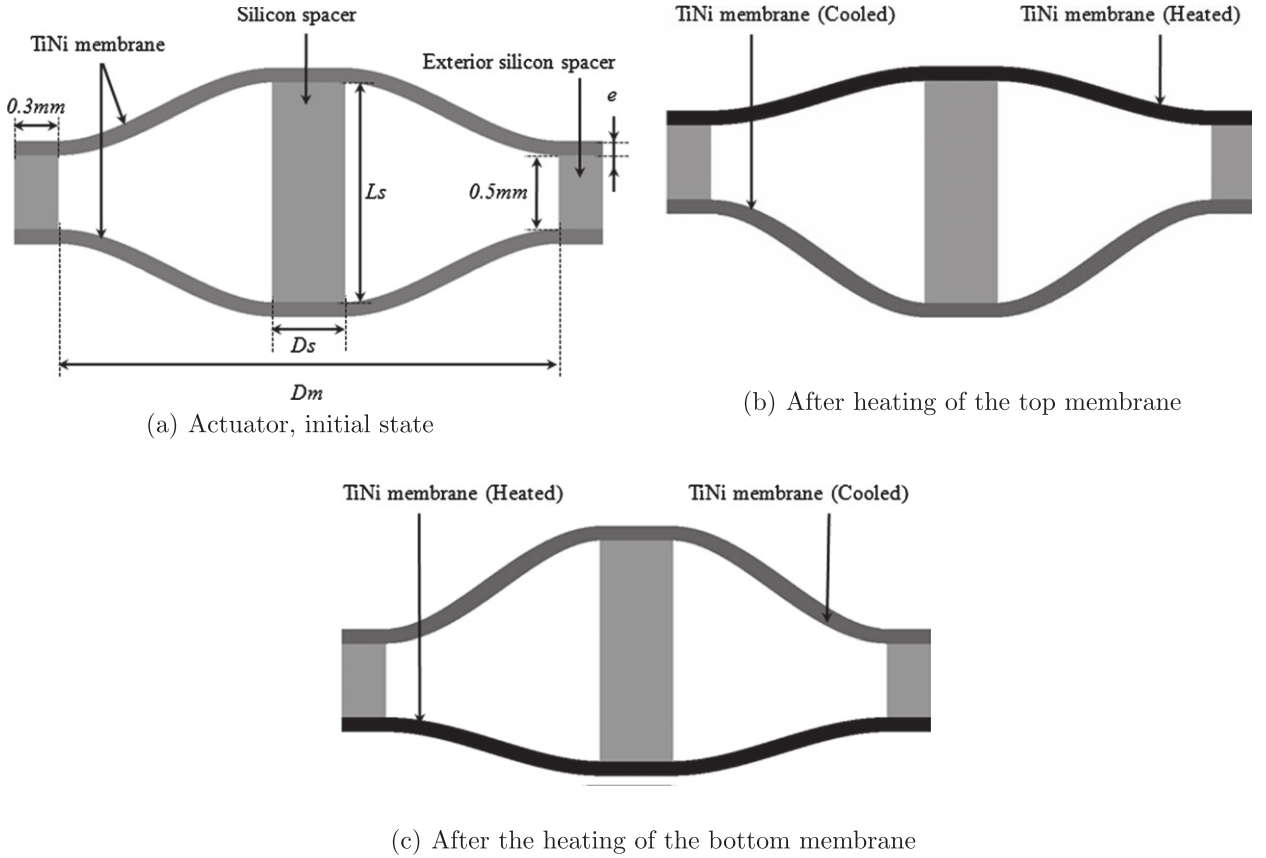 Silicon spacer
TiNi membrane
Exterior silicon spacer
0.3mm
e
Ls
0.5mm
Ds
Dm
(a) Actuator, initial state
TiNi membrane (Cooled)
TiNi membrane (Heated)
(b) After heating of the top membrane
TiNi membrane (Heated)
TiNi membrane (Cooled)
(c) After the heating of the bottom membrane